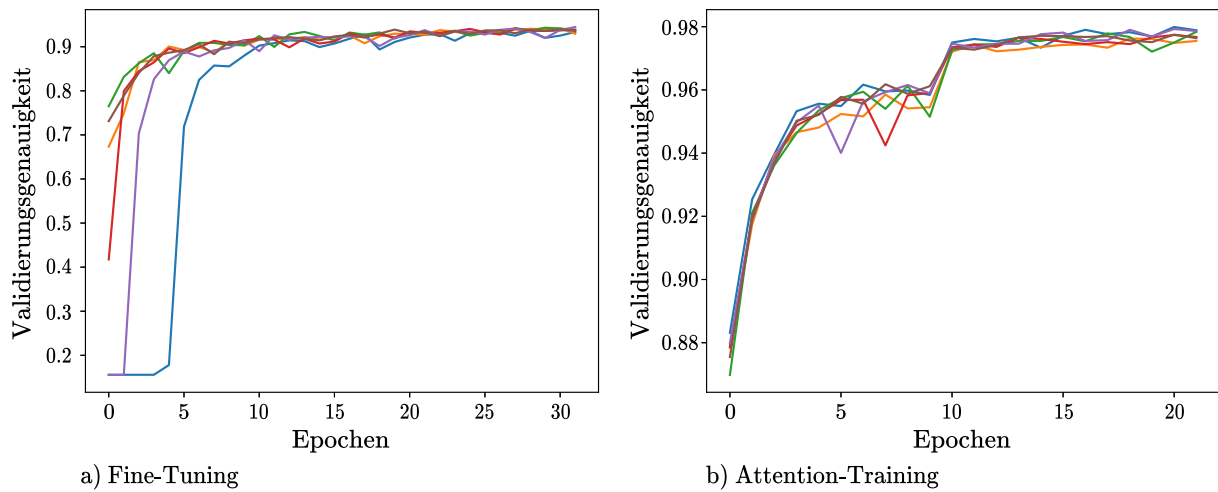 Validierungsgenauigkeit
0.9
0.8
0.7
0.6
0.5
0.4
0.3
0.2
0 5 10 15 20 25 30
Epochen
a) Fine-Tuning
Validierungsgenauigkeit
0.98
0.96
0.94
0.92
0.90
0.88
0 5 10 15 20
Epochen
b) Attention-Training